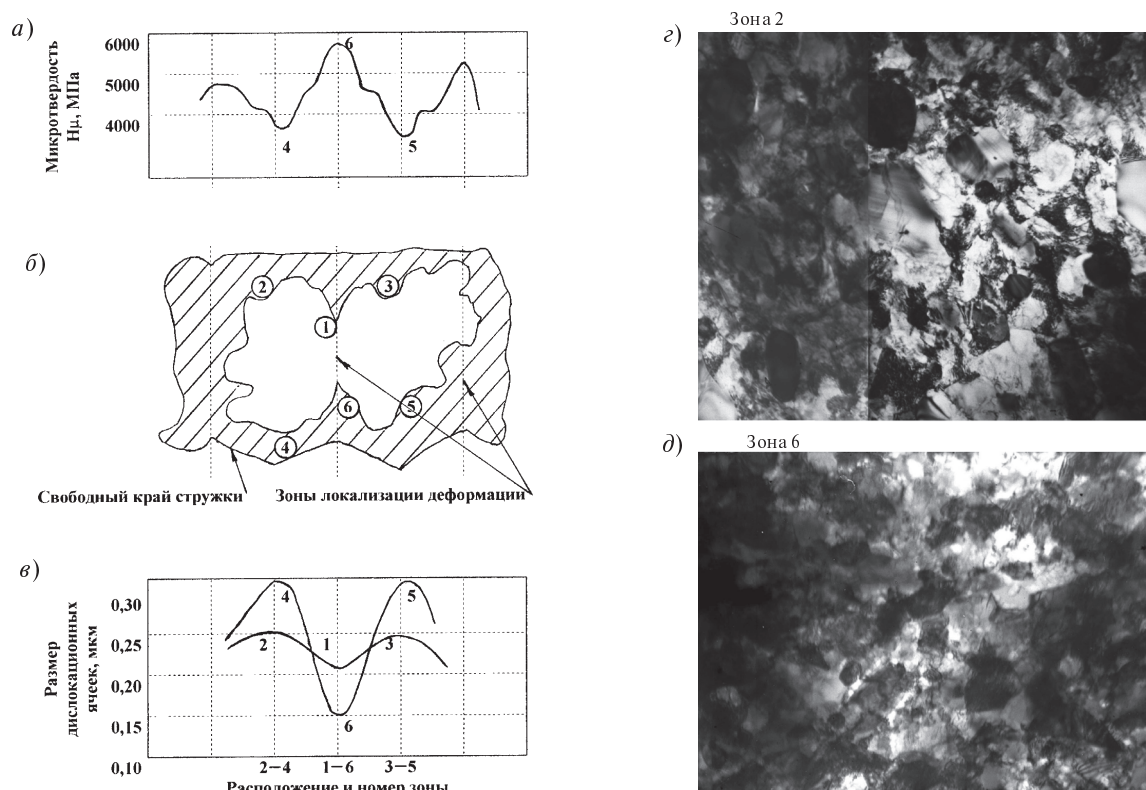 а)
6000
5000
4000
Микротвердость
Нμ, МПа
6
4
5
б)
2
3
1
6
5
4
Свободный край стружки
Зоны локализации деформации
в)
0,30
0,25
0,20
0,15
0,10
Размер
дислокационных
ячеек, мкм
4
5
2
1
3
6
2−4
1−6
3−5
Расположение и номер зоны
Зона 2
г)
Зона 6
д)